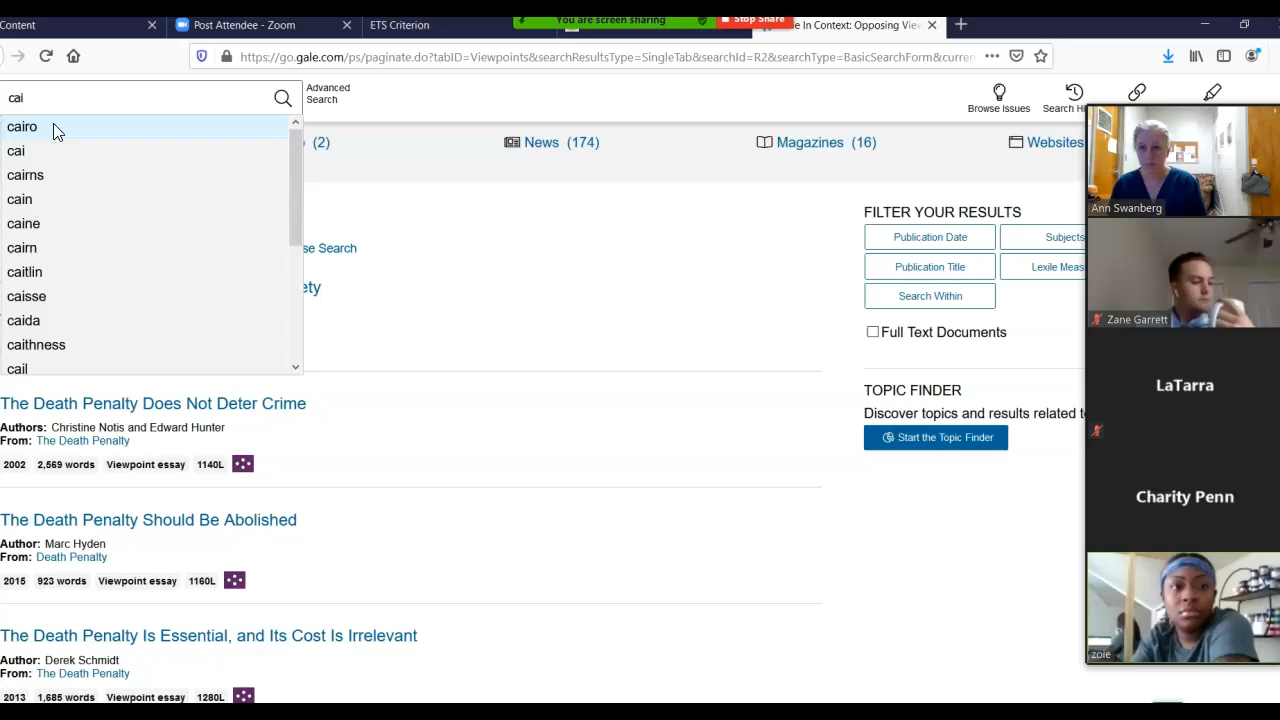 Content
Post Attendee - Zoom
ETS Criterion
You are screen sharing
Stop Share
e In Context: Opposing View
https://go.gale.com/ps/paginate.do?tabID=Viewpoints&searchResultsType=SingleTab&searchId=R2&searchType=BasicSearchForm&curren
cai
Advanced
Search
Browse Issues
Search Hi
cairo
cai
cairns
cain
caine
cairn
caitlin
caisse
caida
caithness
cail
(2)
News (174)
Magazines (16)
Websites
se Search
ety
FILTER YOUR RESULTS
Publication Date
Subjects
Publication Title
Lexile Meas
Search Within
Full Text Documents
TOPIC FINDER
Discover topics and results related t
Start the Topic Finder
The Death Penalty Does Not Deter Crime
Authors: Christine Notis and Edward Hunter
From: The Death Penalty
2002 2,569 words Viewpoint essay 1140L
The Death Penalty Should Be Abolished
Author: Marc Hyden
From: Death Penalty
2015 923 words Viewpoint essay 1160L
The Death Penalty Is Essential, and Its Cost Is Irrelevant
Author: Derek Schmidt
From: The Death Penalty
2013 1,685 words Viewpoint essay 1280L
Ann Swanberg
Zane Garrett
LaTarra
Charity Penn
zoie